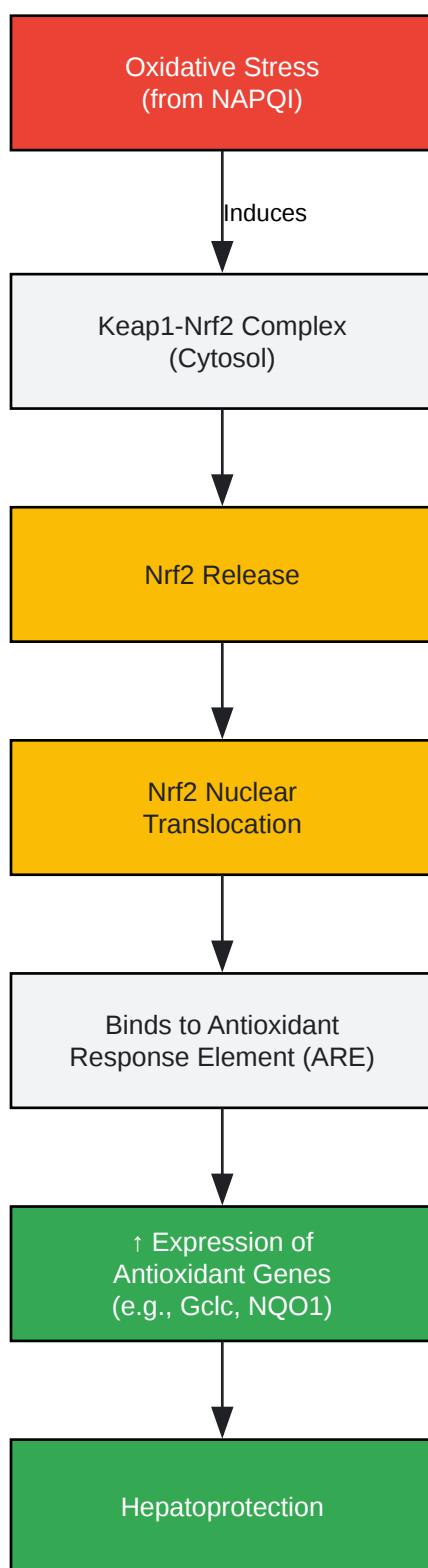 Oxidative Stress
(from NAPQI)
Induces
Keap1-Nrf2 Complex
(Cytosol)
Nrf2 Release
Nrf2 Nuclear
Translocation
Binds to Antioxidant
Response Element (ARE)
↑ Expression of
Antioxidant Genes
(e.g., Gclc, NQO1)
Hepatoprotection